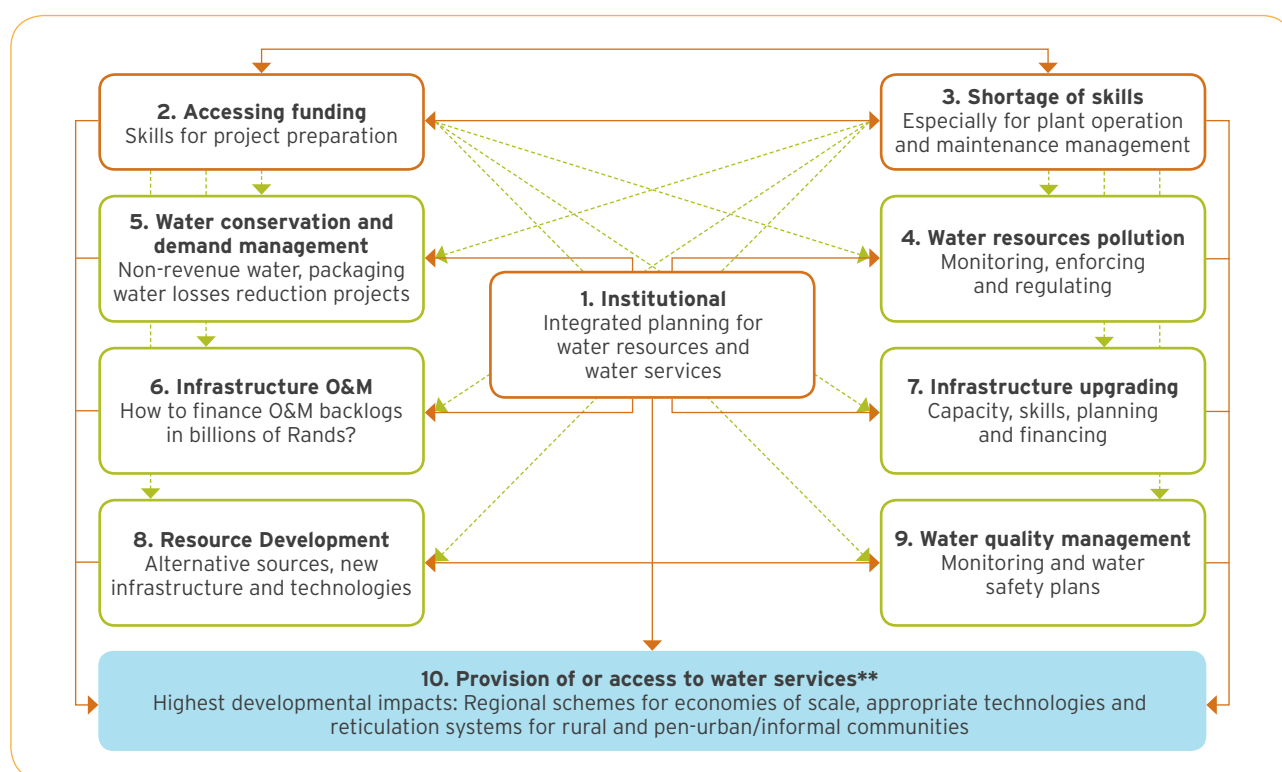 2. Accessing funding
Skills for project preparation
3. Shortage of skills
Especially for plant operation
and maintenance management
5. Water conservation and
demand management
Non-revenue water, packaging
water losses reduction projects
4. Water resources pollution
Monitoring, enforcing
and regulating
1. Institutional
Integrated planning for
water resources and
water services
6. Infrastructure O&M
How to finance O&M backlogs
in billions of Rands?
7. Infrastructure upgrading
Capacity, skills, planning
and financing
8. Resource Development
Alternative sources, new
infrastructure and technologies
9. Water quality management
Monitoring and water
safety plans
10. Provision of or access to water services**
Highest developmental impacts: Regional schemes for economies of scale, appropriate technologies and
reticulation systems for rural and pen-urban/informal communities